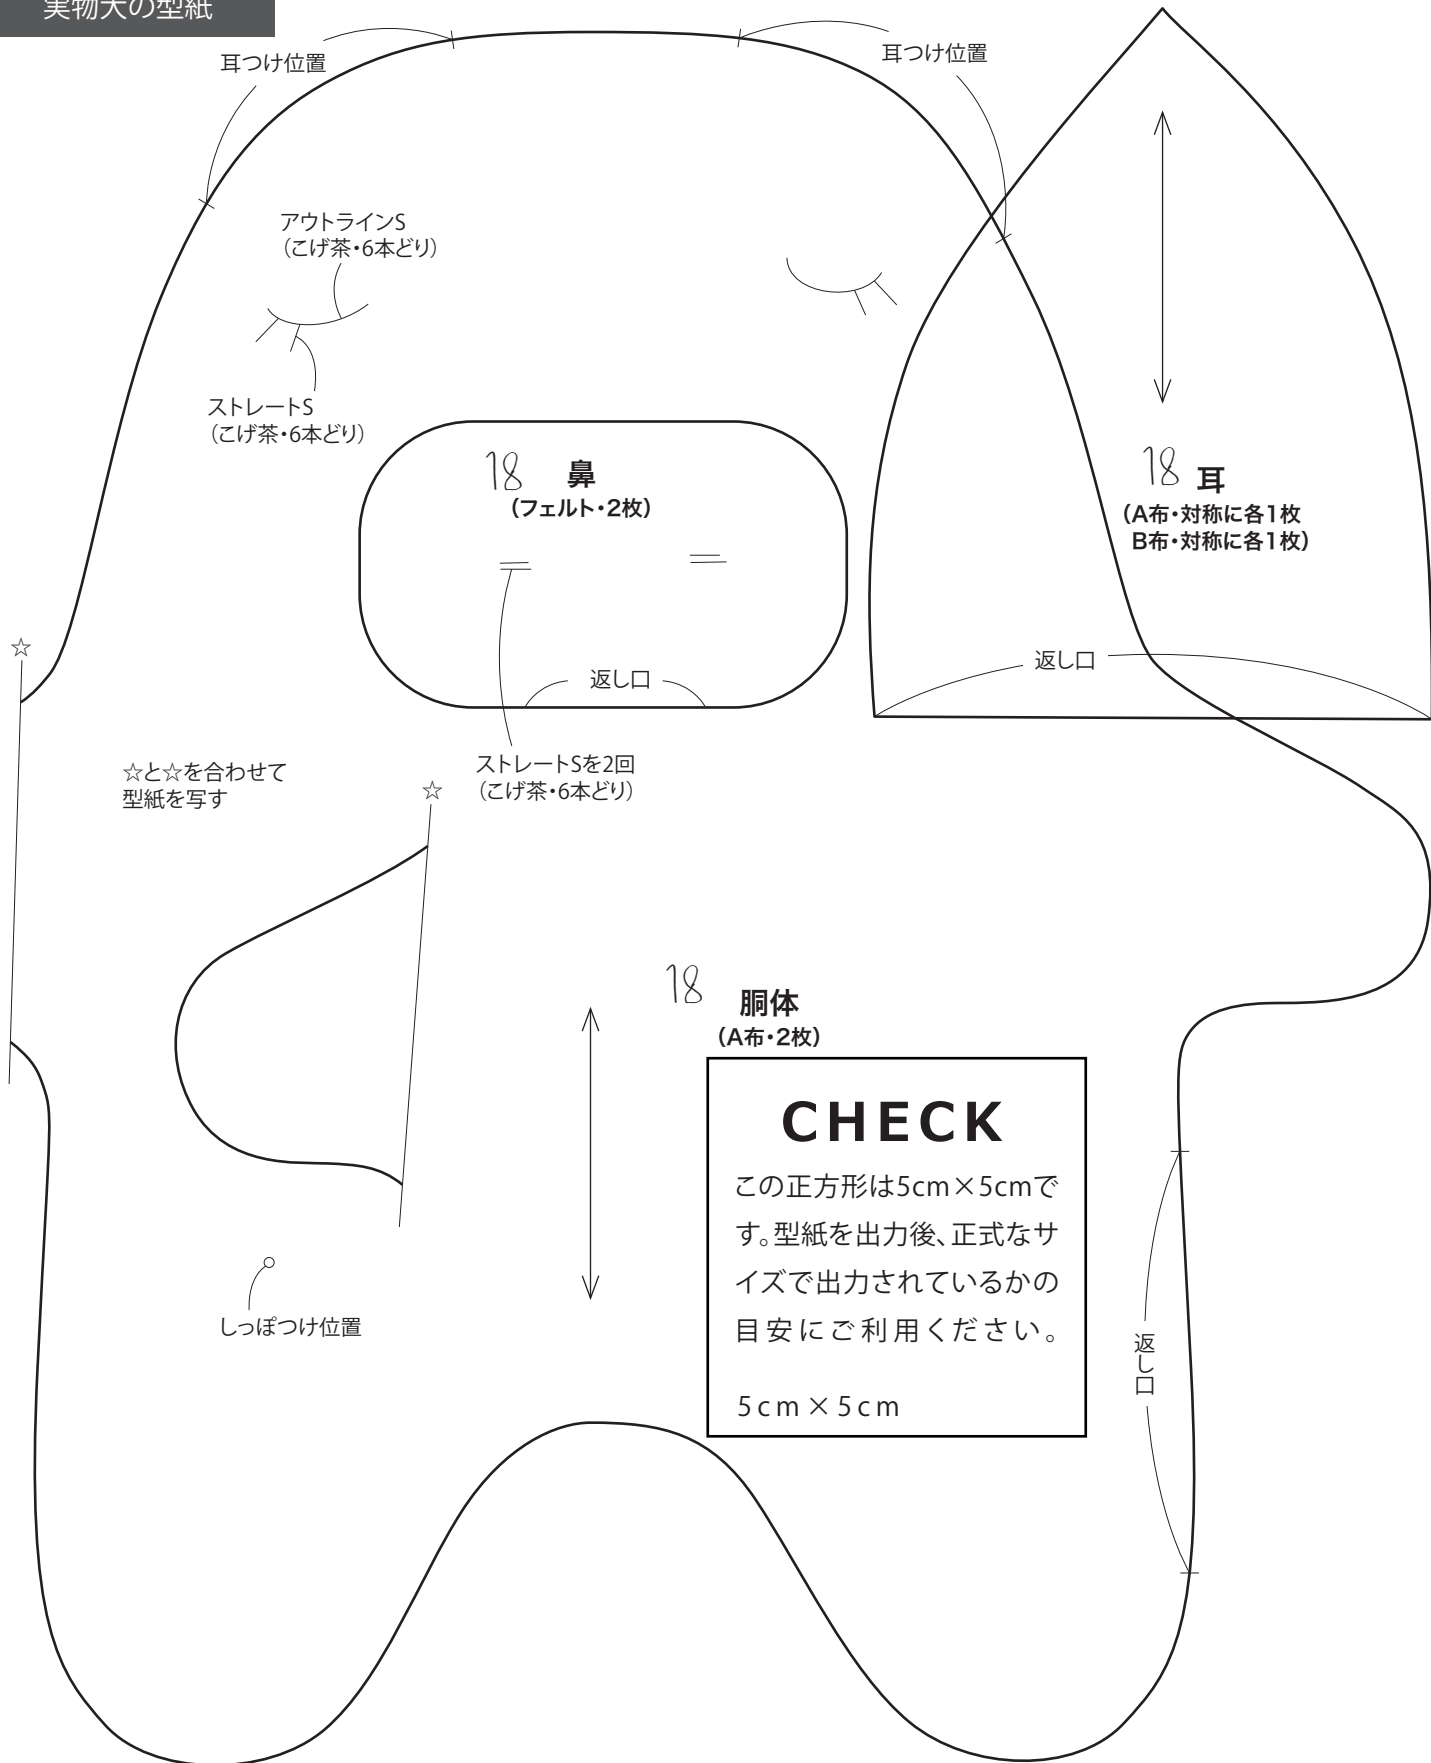 実物大の型紙
耳つけ位置
耳つけ位置
アウトラインS
（こげ茶・6本どり）
ストレートS
（こげ茶・6本どり）
18 鼻
（フェルト・2枚）
18 耳
（A布・対称に各1枚
B布・対称に各1枚）
返し口
返し口
☆
☆と☆を合わせて
型紙を写す
☆
ストレートSを2回
（こげ茶・6本どり）
18 胴体
（A布・2枚）
CHECK
この正方形は5cm×5cmで
す。型紙を出力後、正式なサ
イズで出力されているかの
目安にご利用ください。
5cm×5cm
しっぽつけ位置
返し口